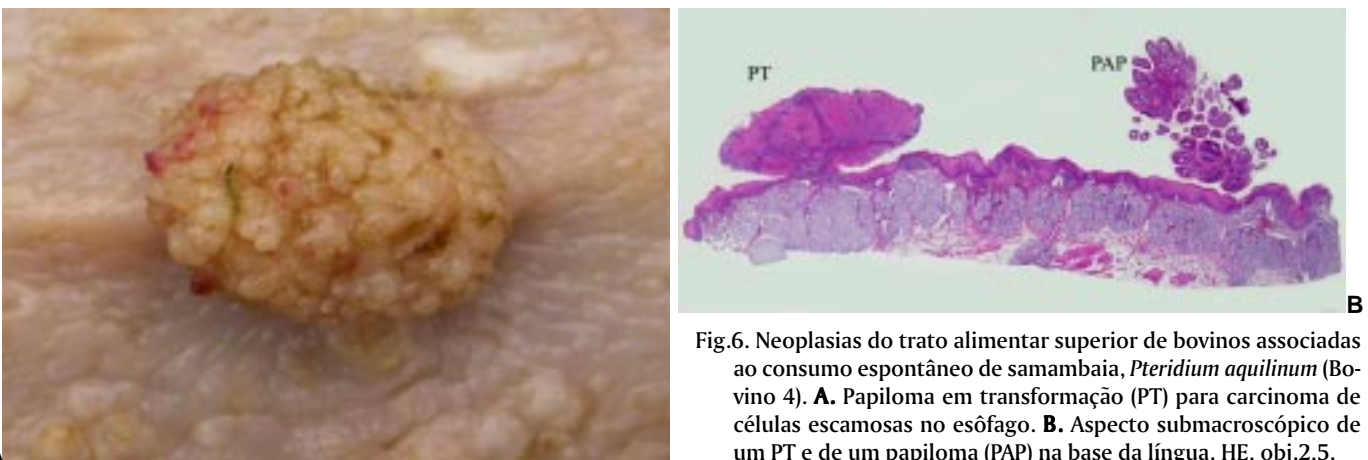 PT
PAP
B
Fig.6. Neoplasias do trato alimentar superior de bovinos associadas
ao consumo espontâneo de samambaia, Pteridium aquilinum (Bo-
vino 4). A. Papiloma em transformação (PT) para carcinoma de
células escamosas no esôfago. B. Aspecto submacroscópico de
um PT e de um papiloma (PAP) na base da língua. HE, obj.2.5.